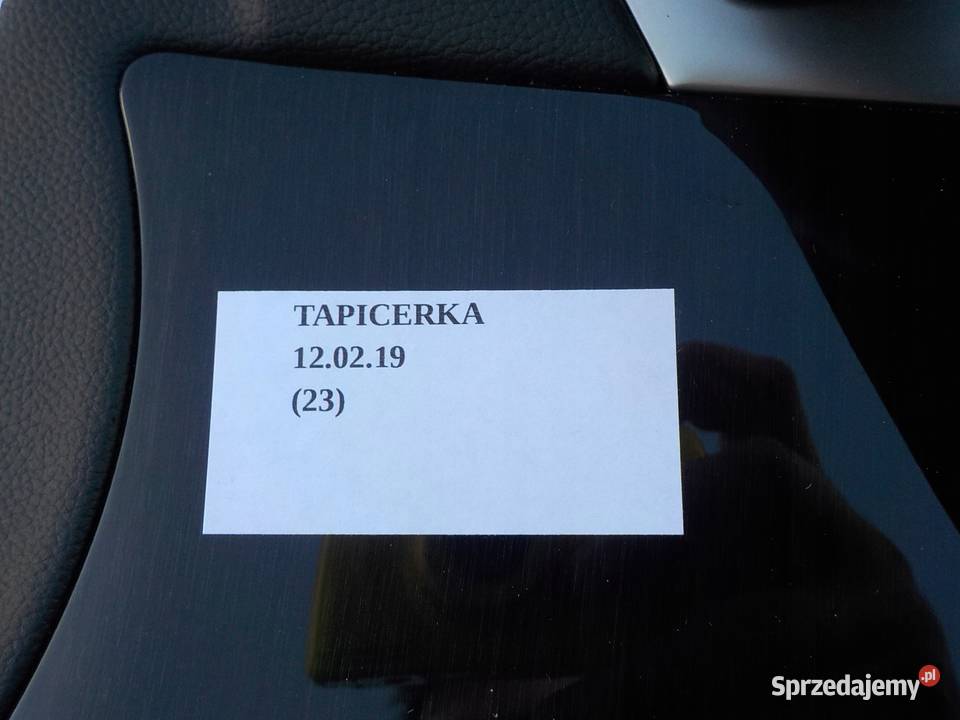 TAPICERKA
12.02.19
(23)
Sprzedajemy.pl